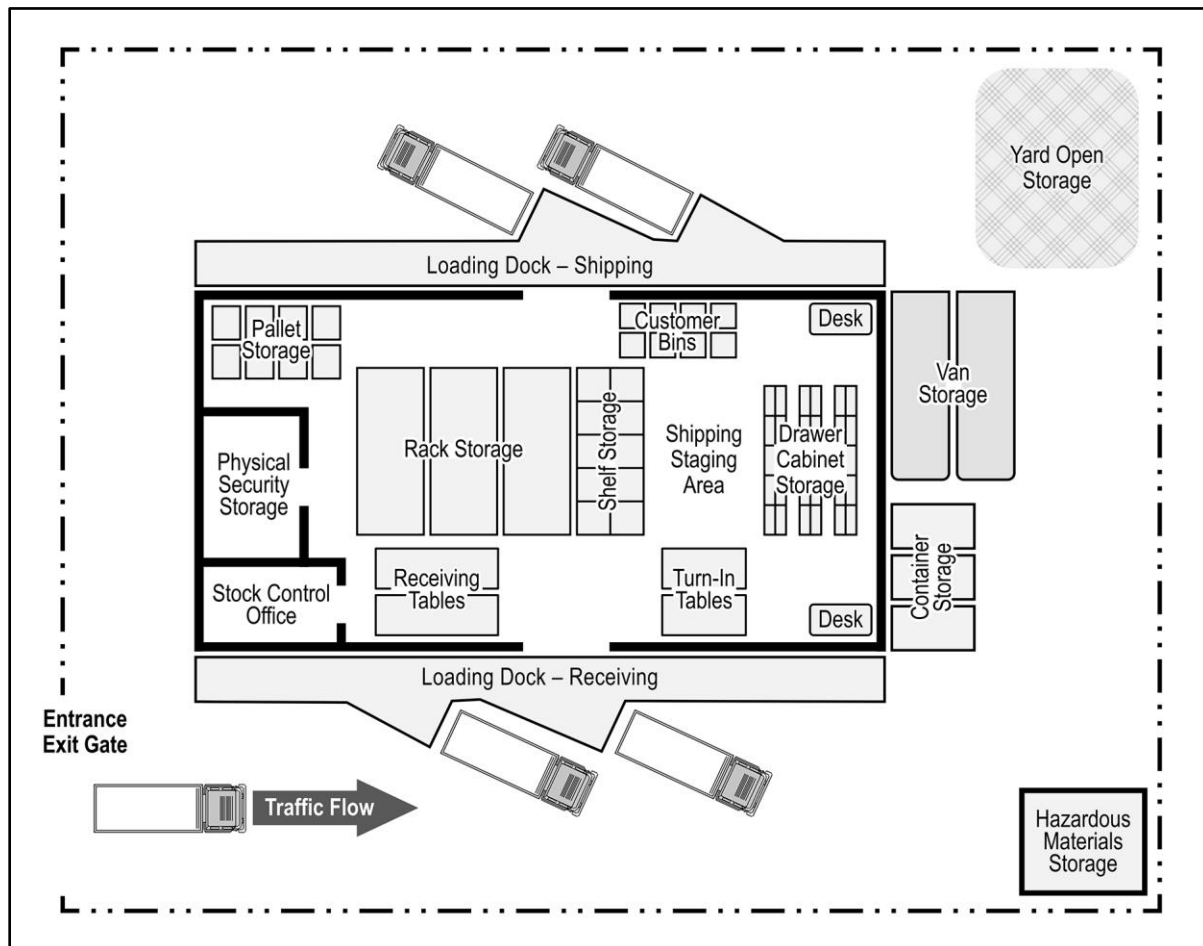 Yard Open
Storage
Loading Dock – Shipping
Pallet
Storage
Customer
Bins
Desk
Van
Storage
Rack Storage
Shelf Storage
Shipping
Staging
Area
Drawer
Cabinet
Storage
Physical
Security
Storage
Container
Storage
Stock Control
Office
Receiving
Tables
Turn-In
Tables
Desk
Loading Dock – Receiving
Entrance
Exit Gate
Traffic Flow
Hazardous
Materials
Storage